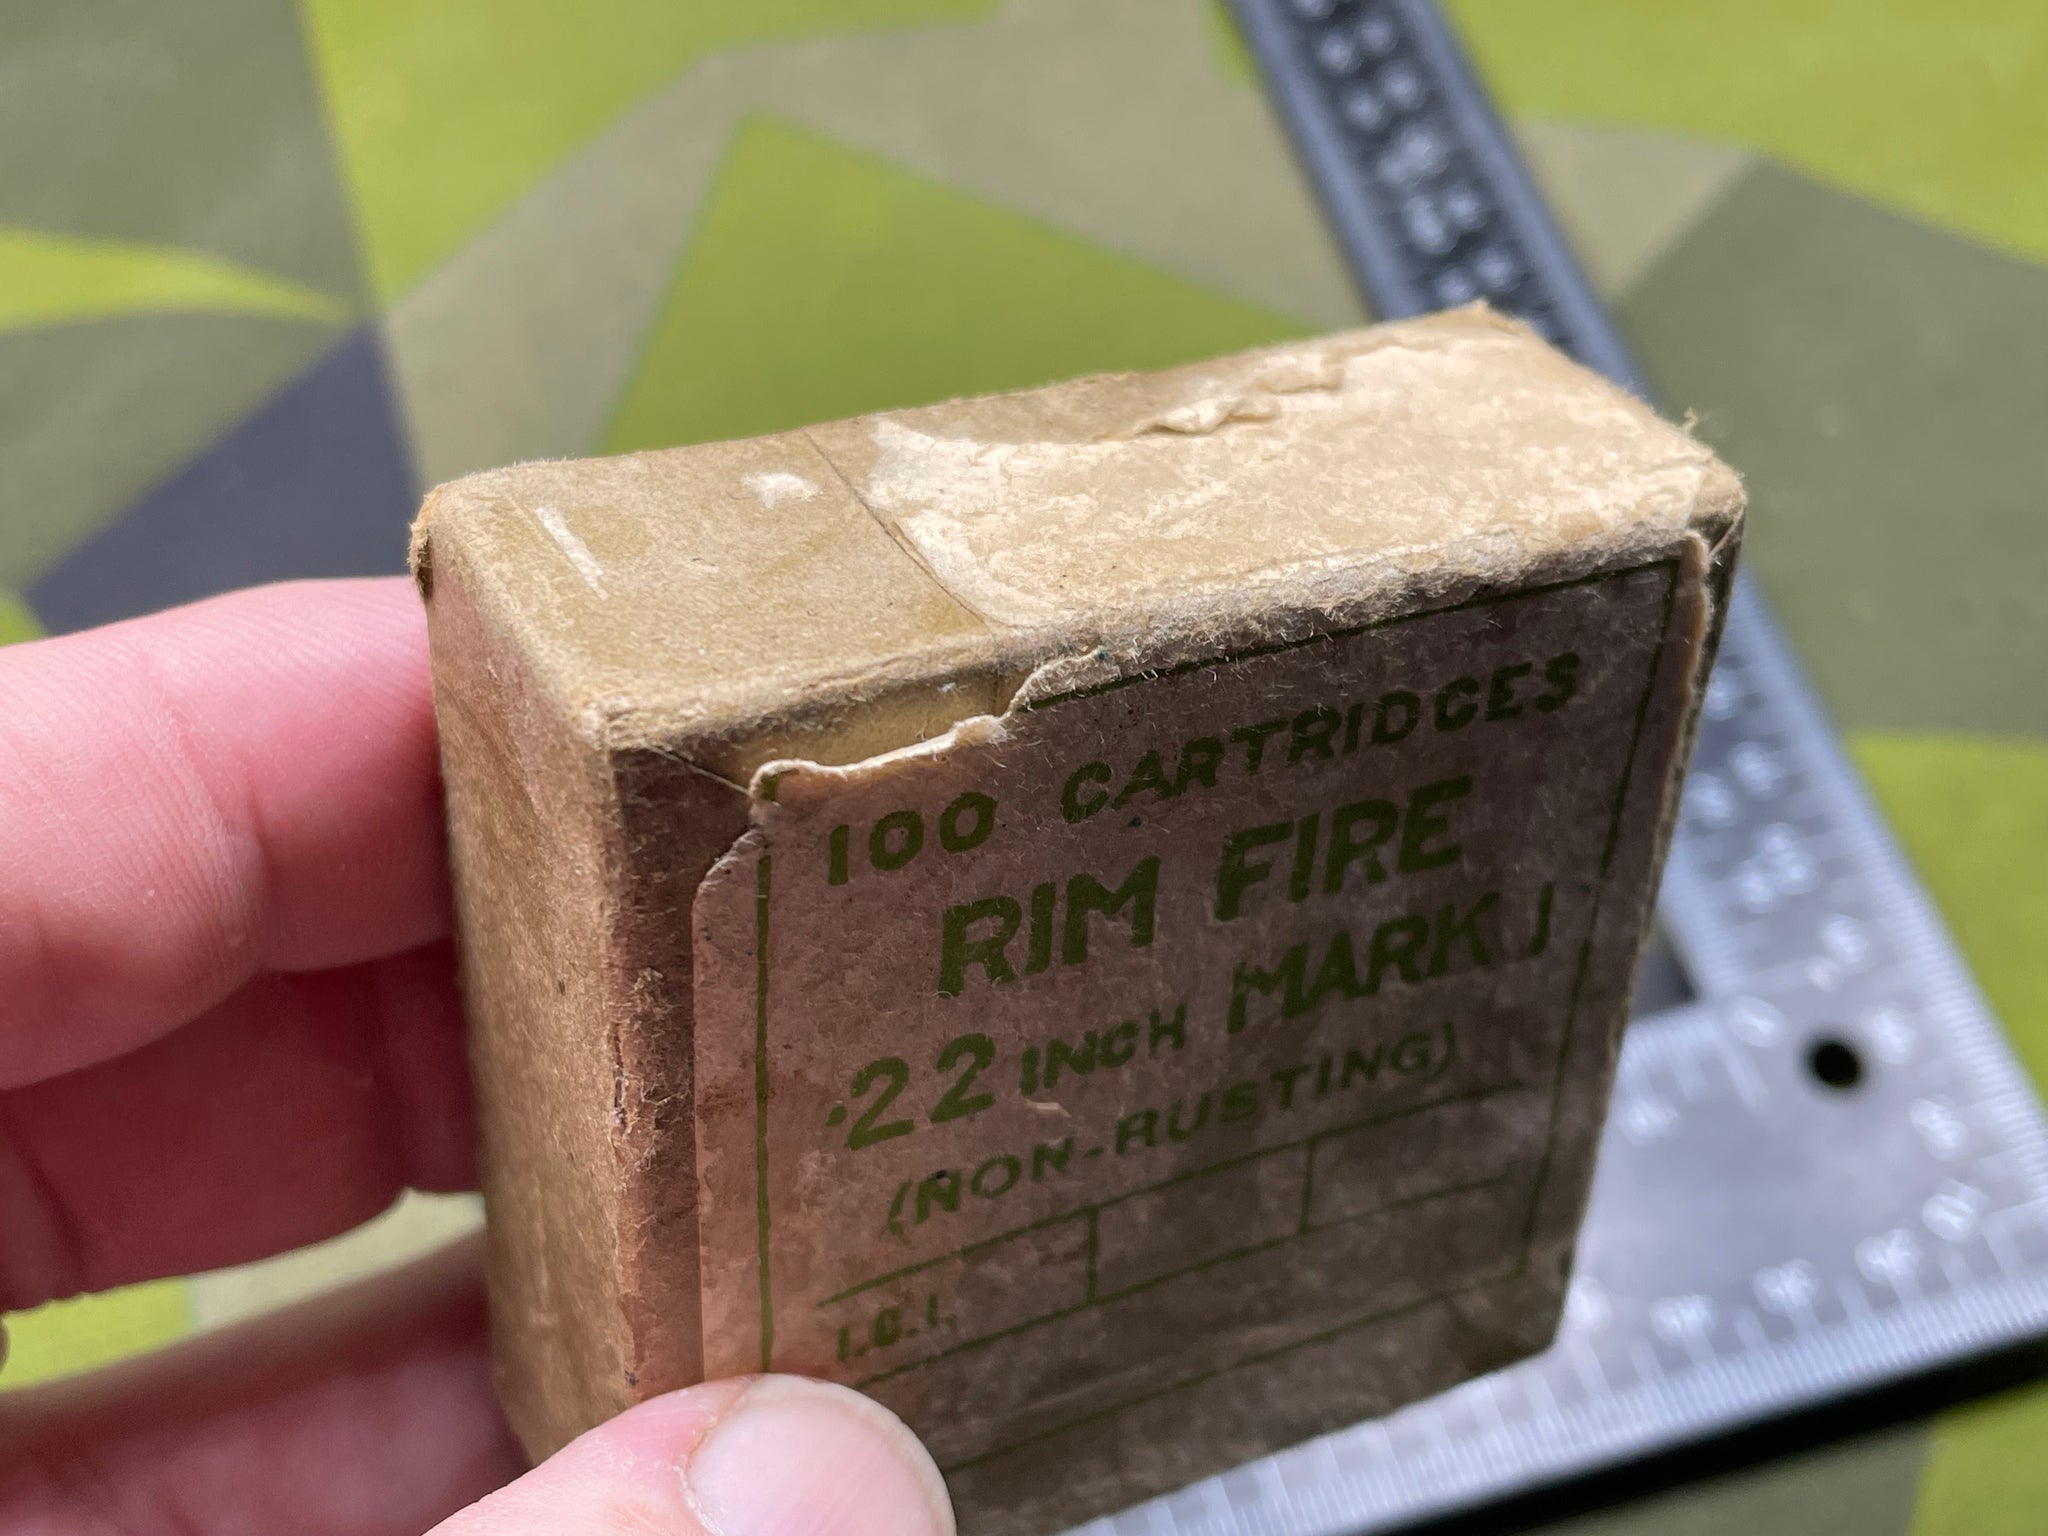 100 CARTRIDGES
RIM FIRE
·22 INCH MARK I
(NON-RUSTING)
I.C.I.